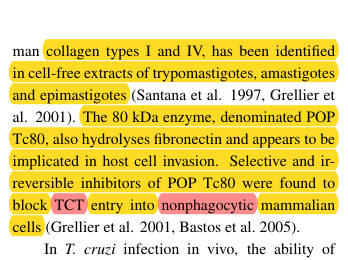 man collagen types I and IV, has been identified
in cell-free extracts of trypomastigotes, amastigotes
and epimastigotes (Santana et al. 1997, Grellier et
al. 2001). The 80 kDa enzyme, denominated POP
Tc80, also hydrolyses fibronectin and appears to be
implicated in host cell invasion. Selective and ir-
reversible inhibitors of POP Tc80 were found to
block TCT entry into nonphagocytic mammalian
cells (Grellier et al. 2001, Bastos et al. 2005).
In T. cruzi infection in vivo, the ability of